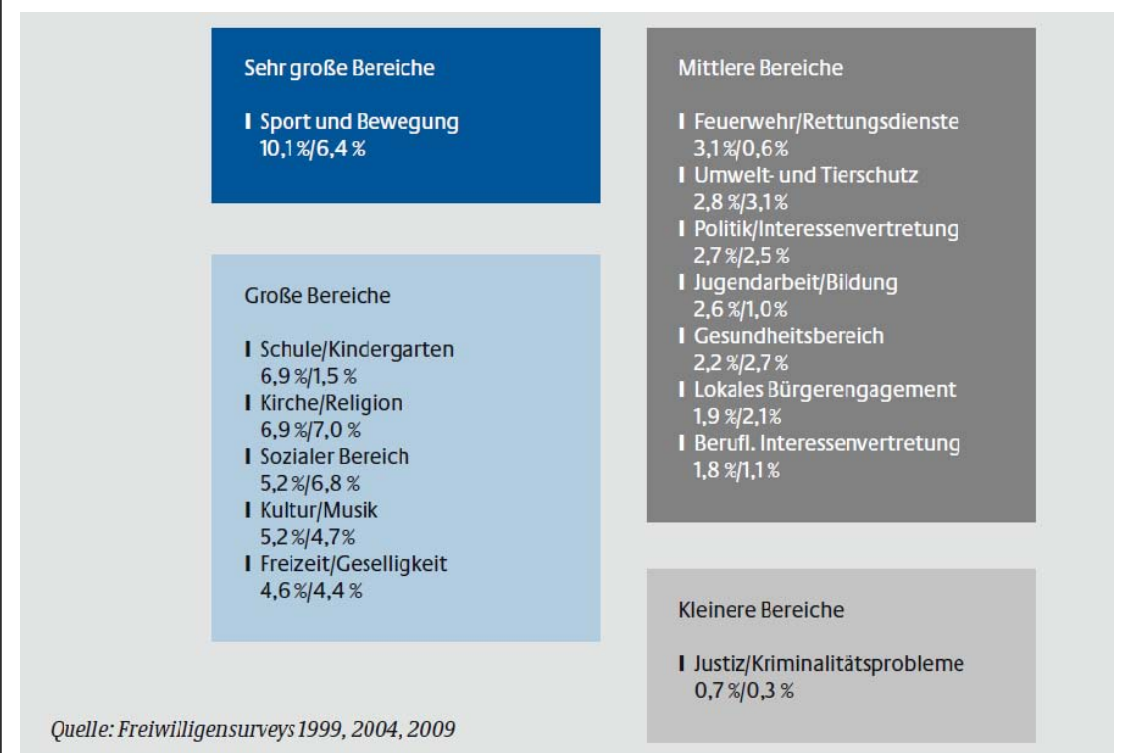 Sehr große Bereiche
I Sport und Bewegung
10,1 %/6,4 %
Große Bereiche
I Schule/Kindergarten
6,9 %/1,5 %
I Kirche/Religion
6,9 %/7,0 %
I Sozialer Bereich
5,2 %/6,8 %
I Kultur/Musik
5,2 %/4,7%
I Freizeit/Geselligkeit
4,6 %/4,4 %
Mittlere Bereiche
I Feuerwehr/Rettungsdienste
3,1 %/0,6 %
I Umwelt- und Tierschutz
2,8 %/3,1 %
I Politik/Interessenvertretung
2,7 %/2,5 %
I Jugendarbeit/Bildung
2,6 %/1,0 %
I Gesundheitsbereich
2,2 %/2,7 %
I Lokales Bürgerengagement
1,9 %/2,1%
I Berufl. Interessenvertretung
1,8 %/1,1 %
Kleinere Bereiche
I Justiz/Kriminalitätsprobleme
0,7 %/0,3 %
Quelle: Freiwilligensurveys 1999, 2004, 2009